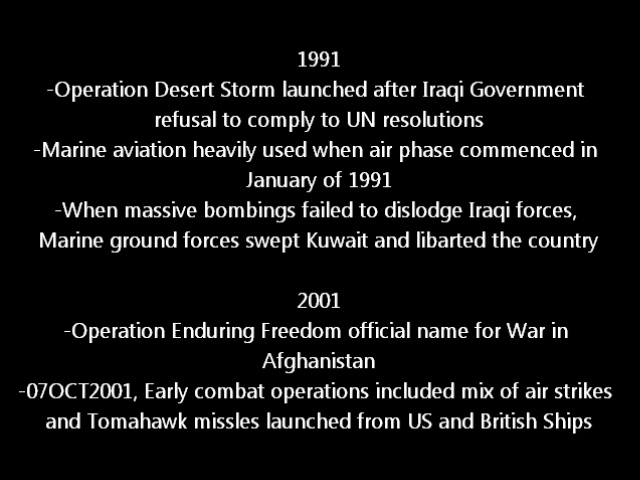 1991
-Operation Desert Storm launched after Iraqi Government
refusal to comply to UN resolutions
-Marine aviation heavily used when air phase commenced in
January of 1991
-When massive bombings failed to dislodge Iraqi forces,
Marine ground forces swept Kuwait and libarted the country
2001
-Operation Enduring Freedom official name for War in
Afghanistan
-07OCT2001, Early combat operations included mix of air strikes
and Tomahawk missles launched from US and British Ships